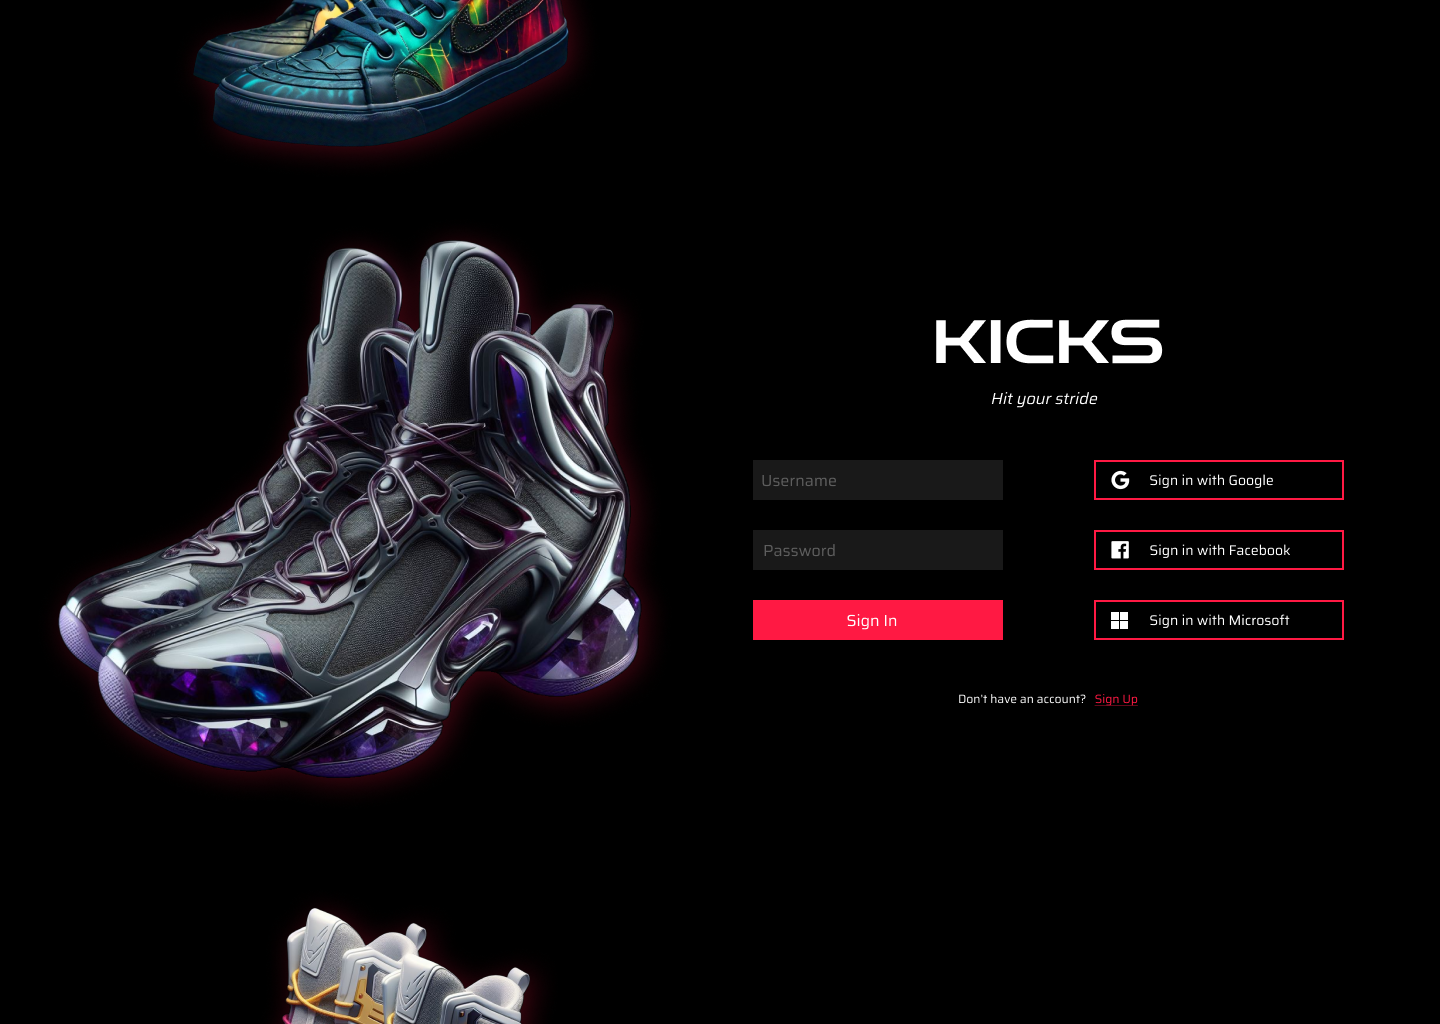 KICKS
Hit your stride
Username
Password
Sign In
Sign in with Google
Sign in with Facebook
Sign in with Microsoft
Don't have an account? Sign Up